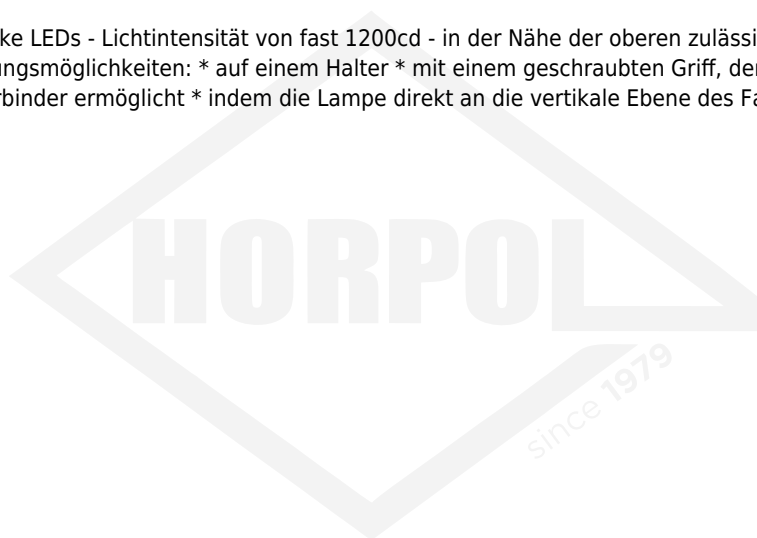 ke LEDs - Lichtintensität von fast 1200cd - in der Nähe der oberen zulässi
ungsmöglichkeiten: * auf einem Halter * mit einem geschraubten Griff, der
rbinder ermöglicht * indem die Lampe direkt an die vertikale Ebene des Fa
HORPOL
since 1979